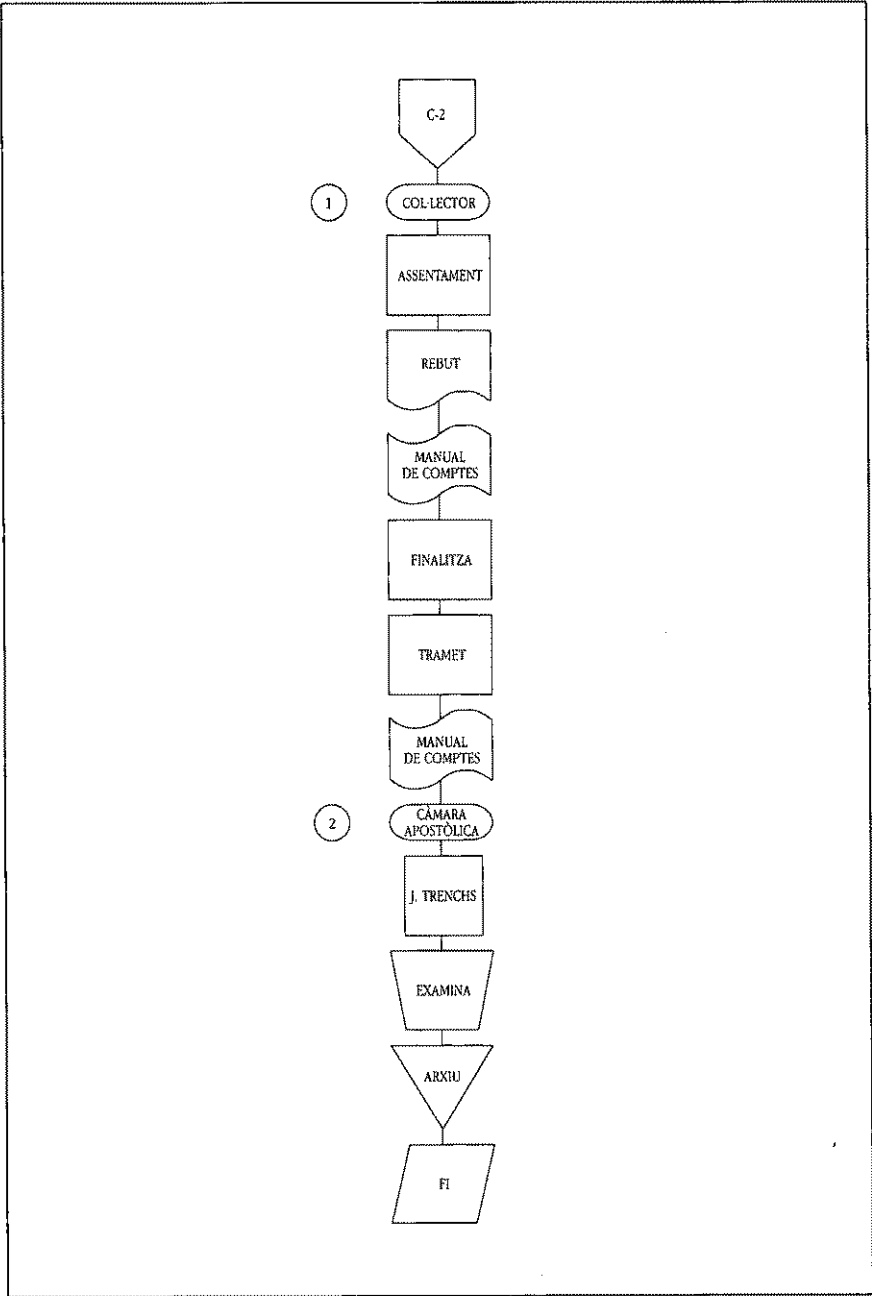 C-2
1
COL·LECTOR
ASSENTAMENT
REBUT
MANUAL
DE COMPTES
FINALITZA
TRAMET
MANUAL
DE COMPTES
2
CÀMARA
APOSTÒLICA
J. TRENCHS
EXAMINA
ARXIU
FI